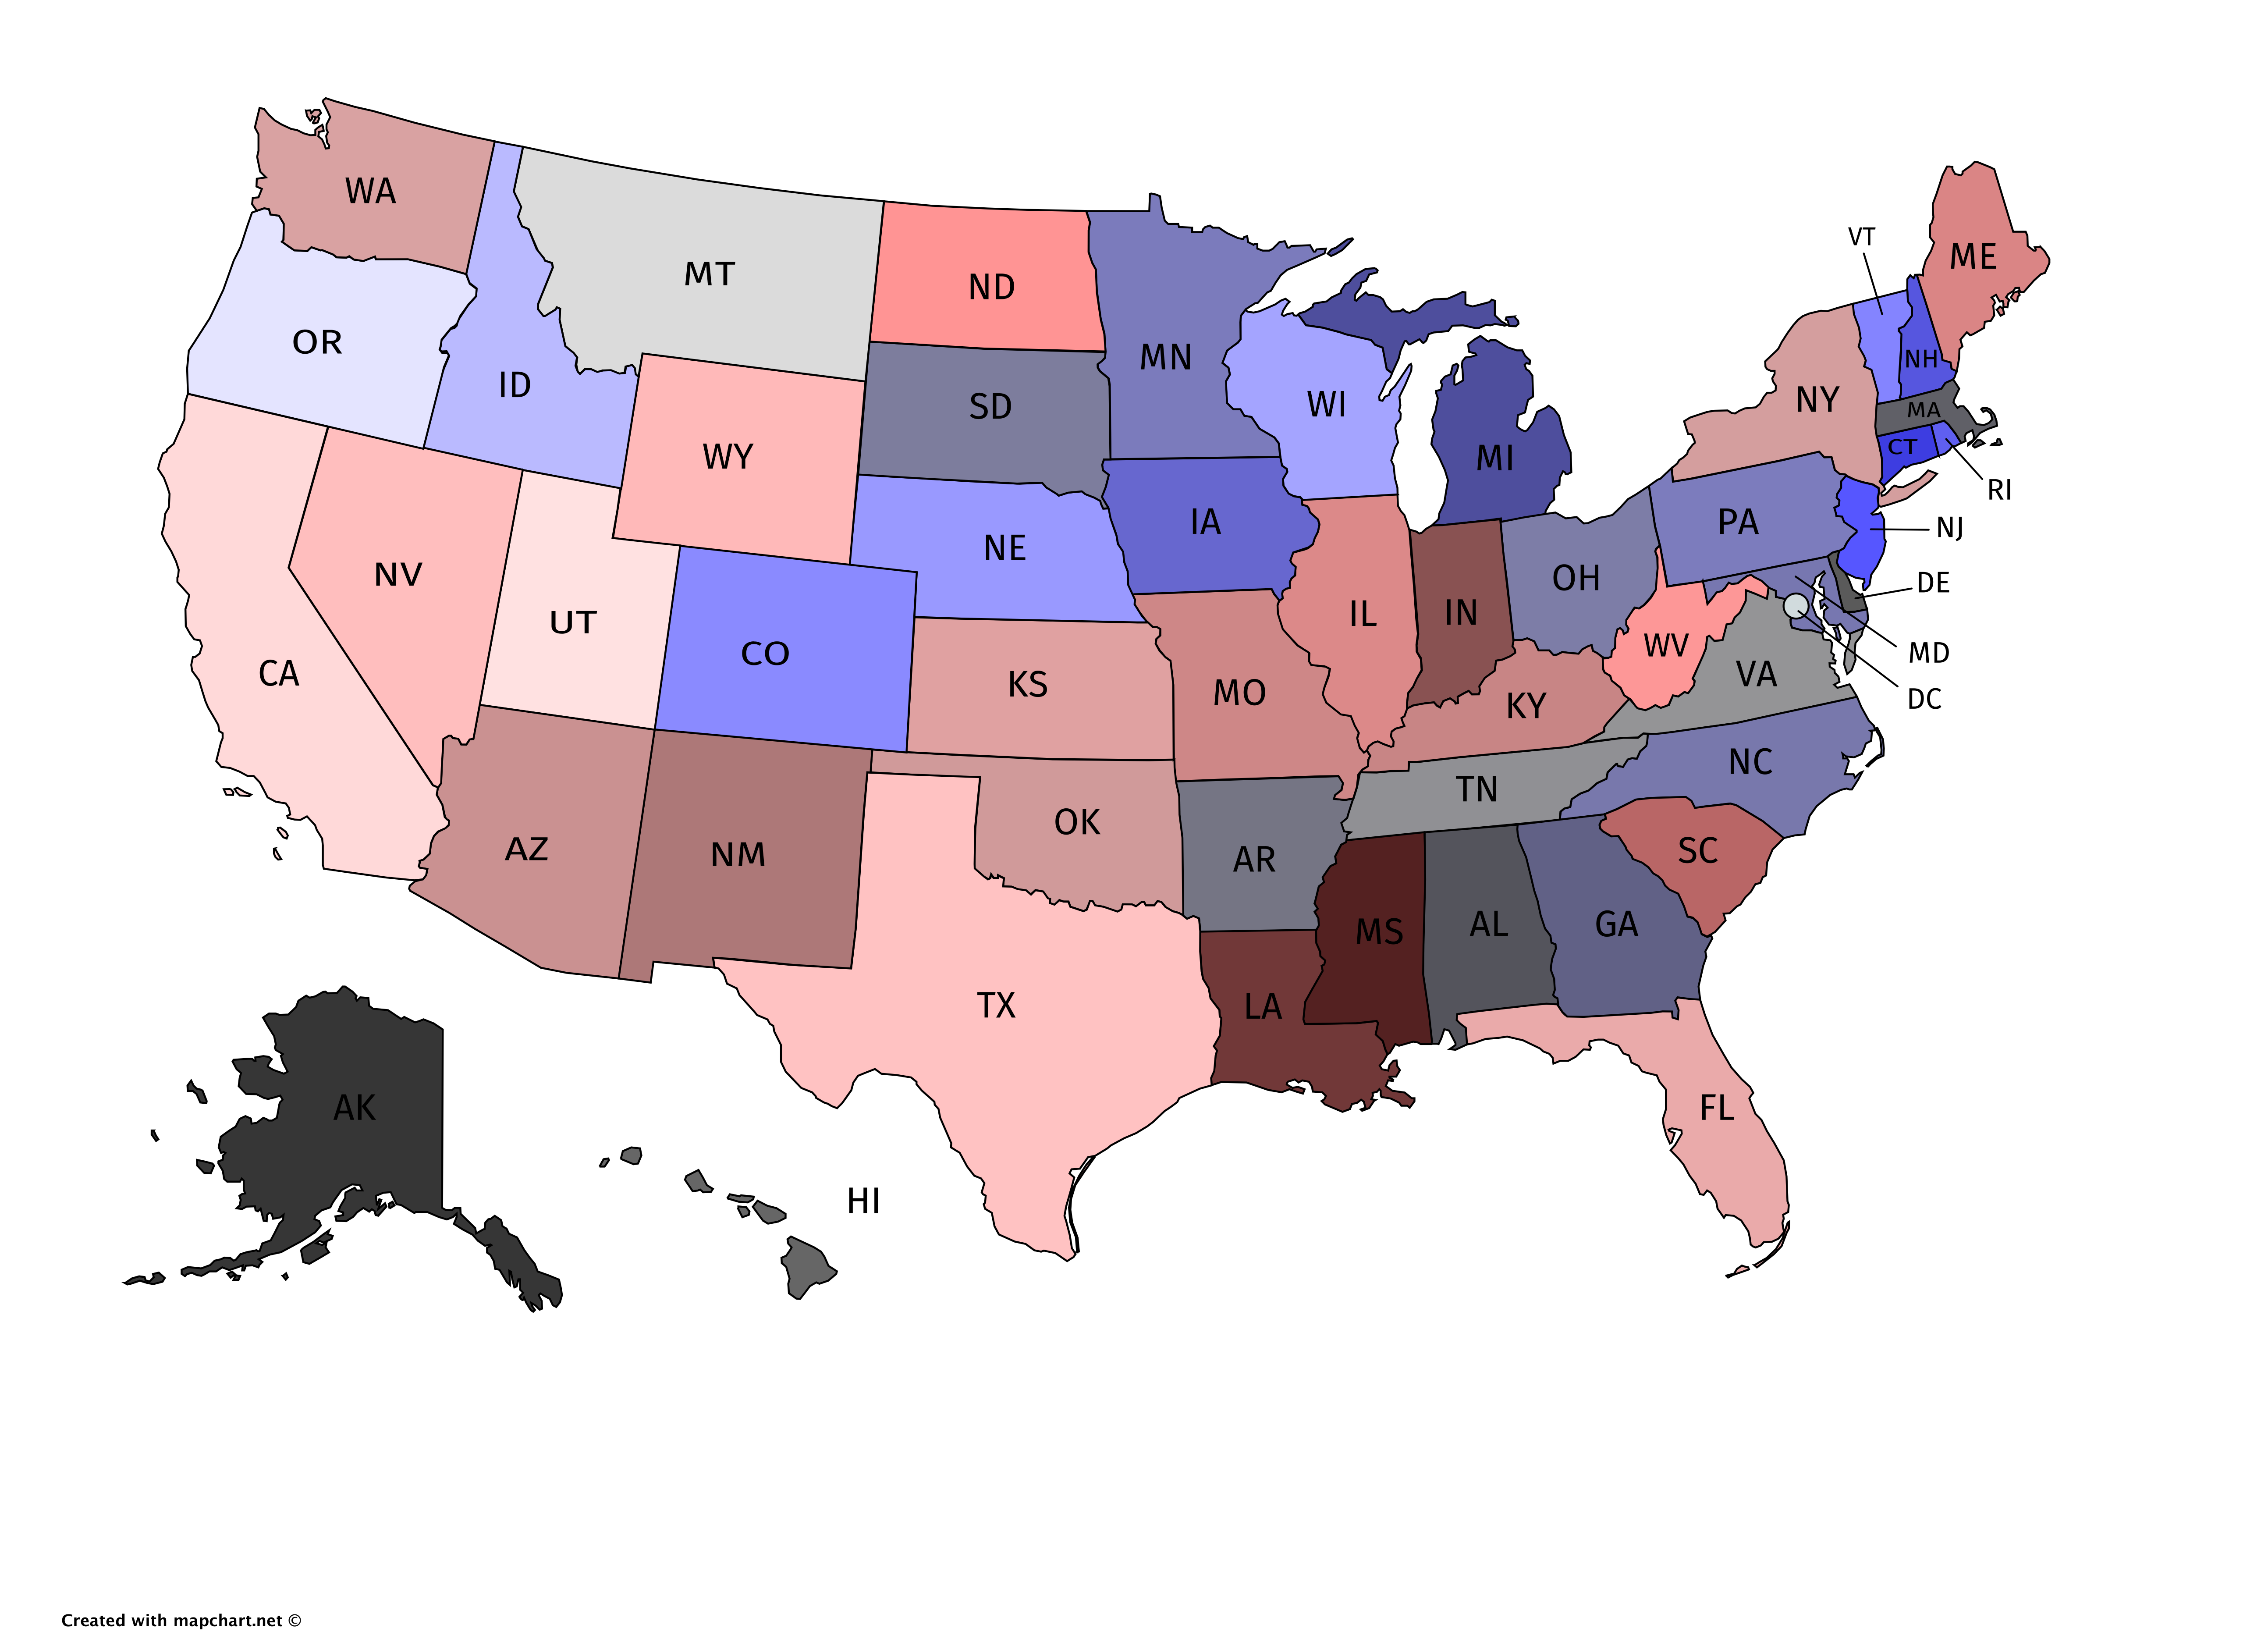 WA
MT
ND
MN
VT
ME
OR
ID
SD
WI
NH
NY
MA
WY
MI
CT
RI
IA
PA
NJ
NE
NV
OH
DE
UT
IL
IN
CO
WV
MD
CA
KS
MO
KY
VA
DC
NC
TN
OK
AZ
NM
AR
SC
MS
AL
GA
TX
LA
AK
FL
HI
Created with mapchart.net ©